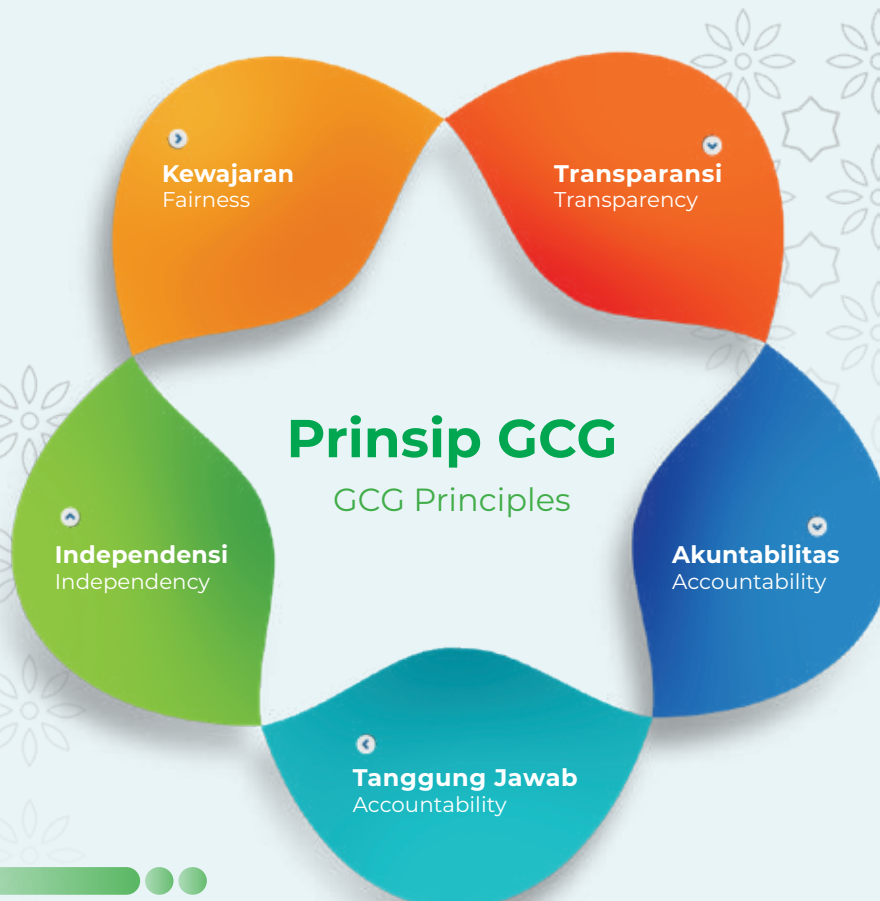 Kewajaran
Fairness
Transparansi
Transparency
Prinsip GCG
GCG Principles
Independensi
Independency
Akuntabilitas
Accountability
Tanggung Jawab
Accountability